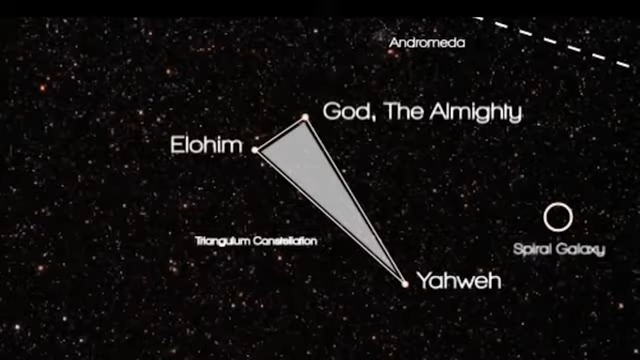 Andromeda
God, The Almighty
Elohim
Spiral Galaxy
Triangulum Constellation
Yahweh